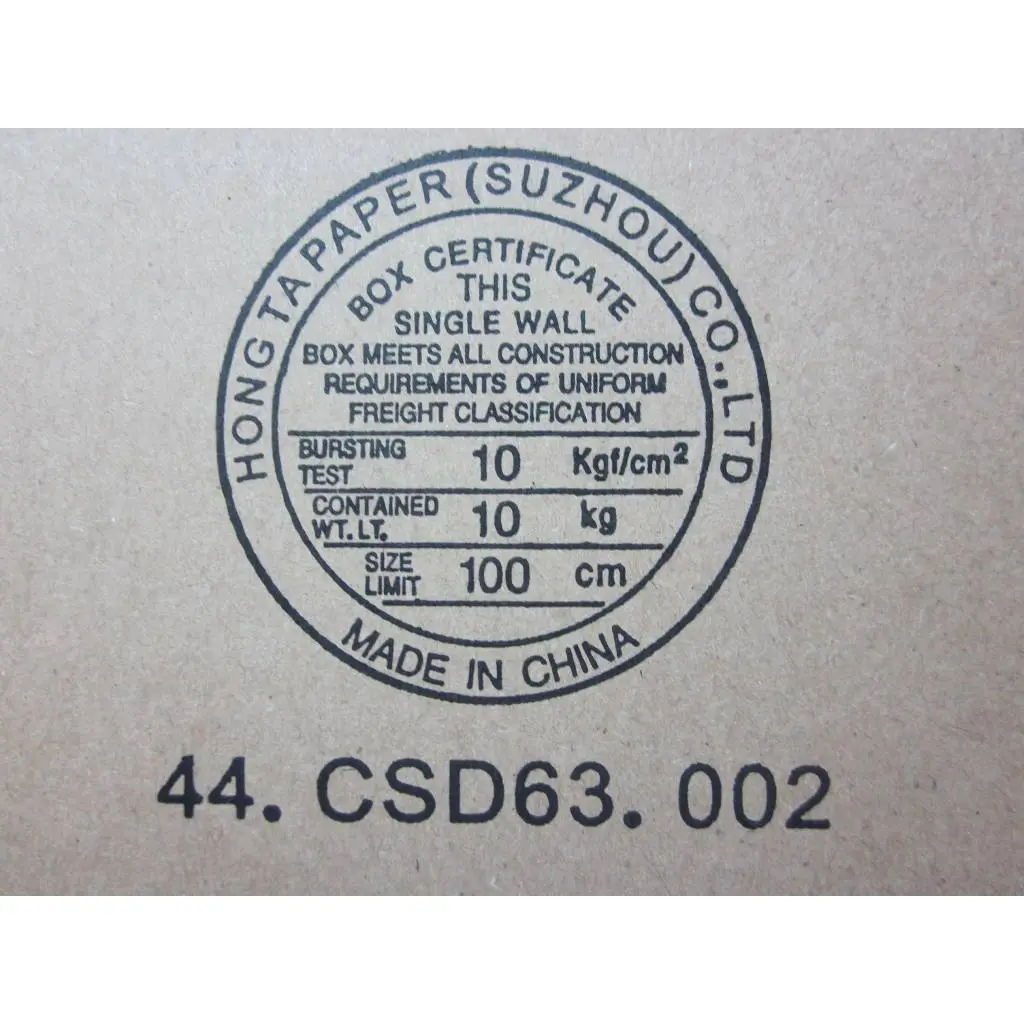 HONG TA PAPER (SUZHOU) CO.,LTD
BOX CERTIFICATE
THIS
SINGLE WALL
BOX MEETS ALL CONSTRUCTION
REQUIREMENTS OF UNIFORM
FREIGHT CLASSIFICATION
BURSTING TEST 10 Kgf/cm²
CONTAINED WT. LT. 10 kg
SIZE LIMIT 100 cm
MADE IN CHINA
44. CSD63. 002